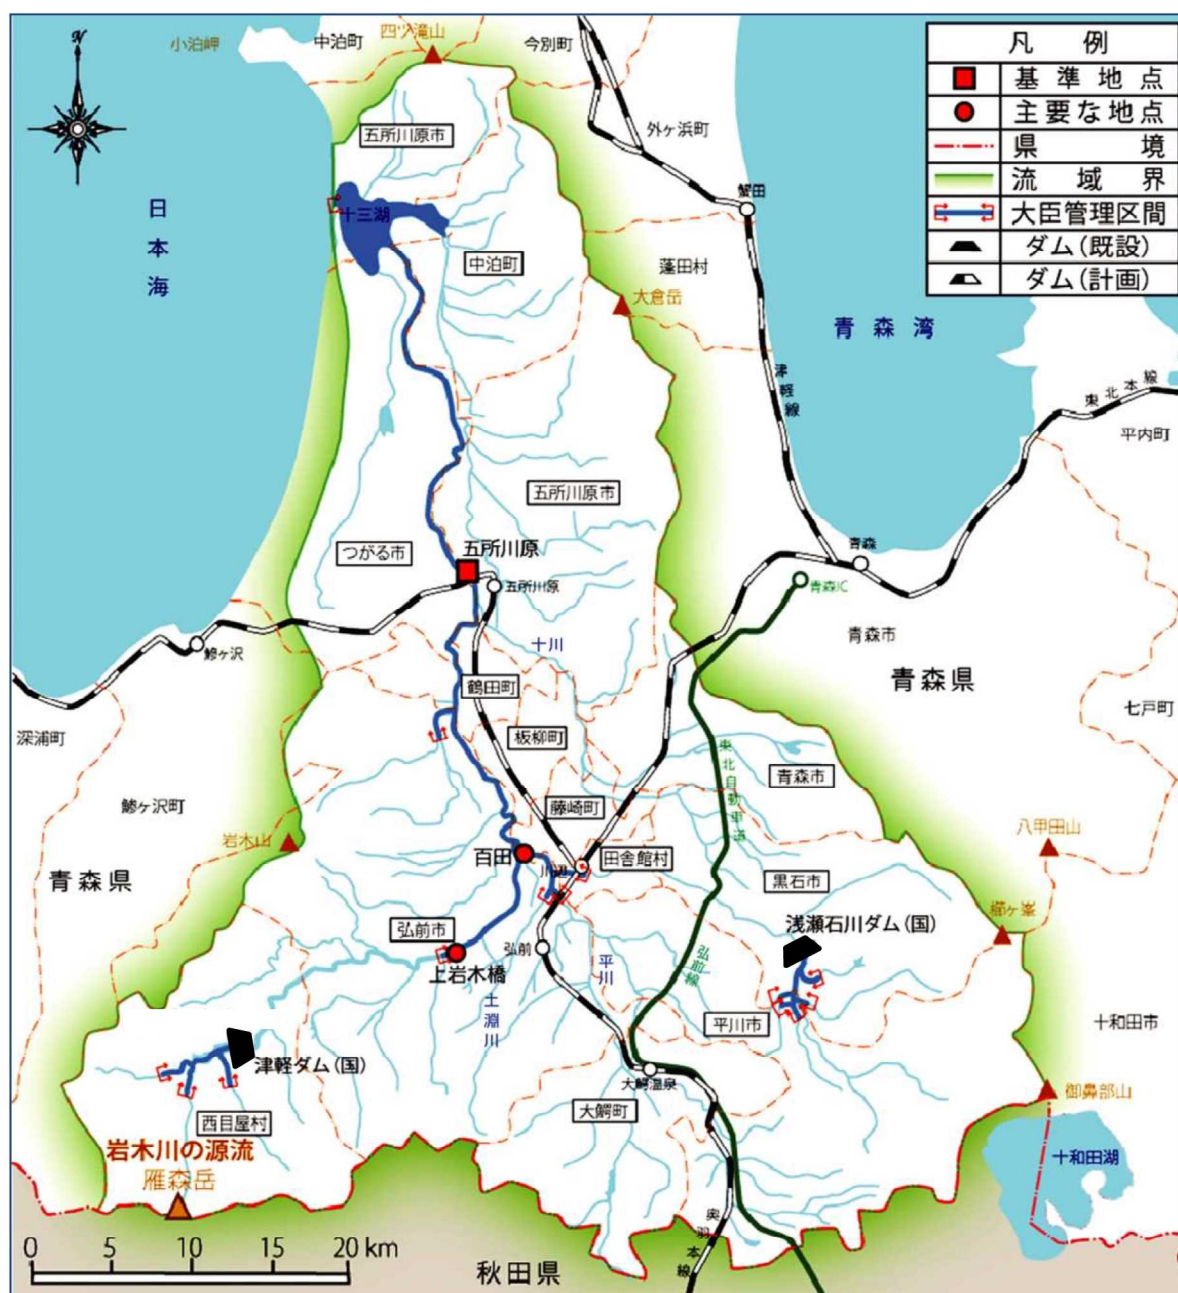 N
小泊岬
中泊町
四ツ滝山
今別町
凡 例
基準地点
主要な地点
県 境
流域界
大臣管理区間
ダム(既設)
ダム(計画)
五所川原市
外ヶ浜町
日本海
十三湖
蟹田
中泊町
蓬田村
大倉岳
青森湾
津軽線
東北本線
平内町
五所川原市
つがる市
五所川原
五所川原
青森
青森IC
鰺ヶ沢
十川
青森市
青森県
鶴田町
七戸町
深浦町
板柳町
東北自動車道
青森市
鰺ヶ沢町
藤崎町
岩木山
八甲田山
百田
川辺
田舎館村
青森県
黒石市
浅瀬石川ダム(国)
櫛ヶ峯
弘前市
上岩木橋
弘前
平川
弘前線
土淵川
平川市
十和田市
津軽ダム(国)
大鰐温泉
大鰐町
御鼻部山
西目屋村
岩木川の源流
雁森岳
十和田湖
奥羽本線
0 5 10 15 20 km
秋田県